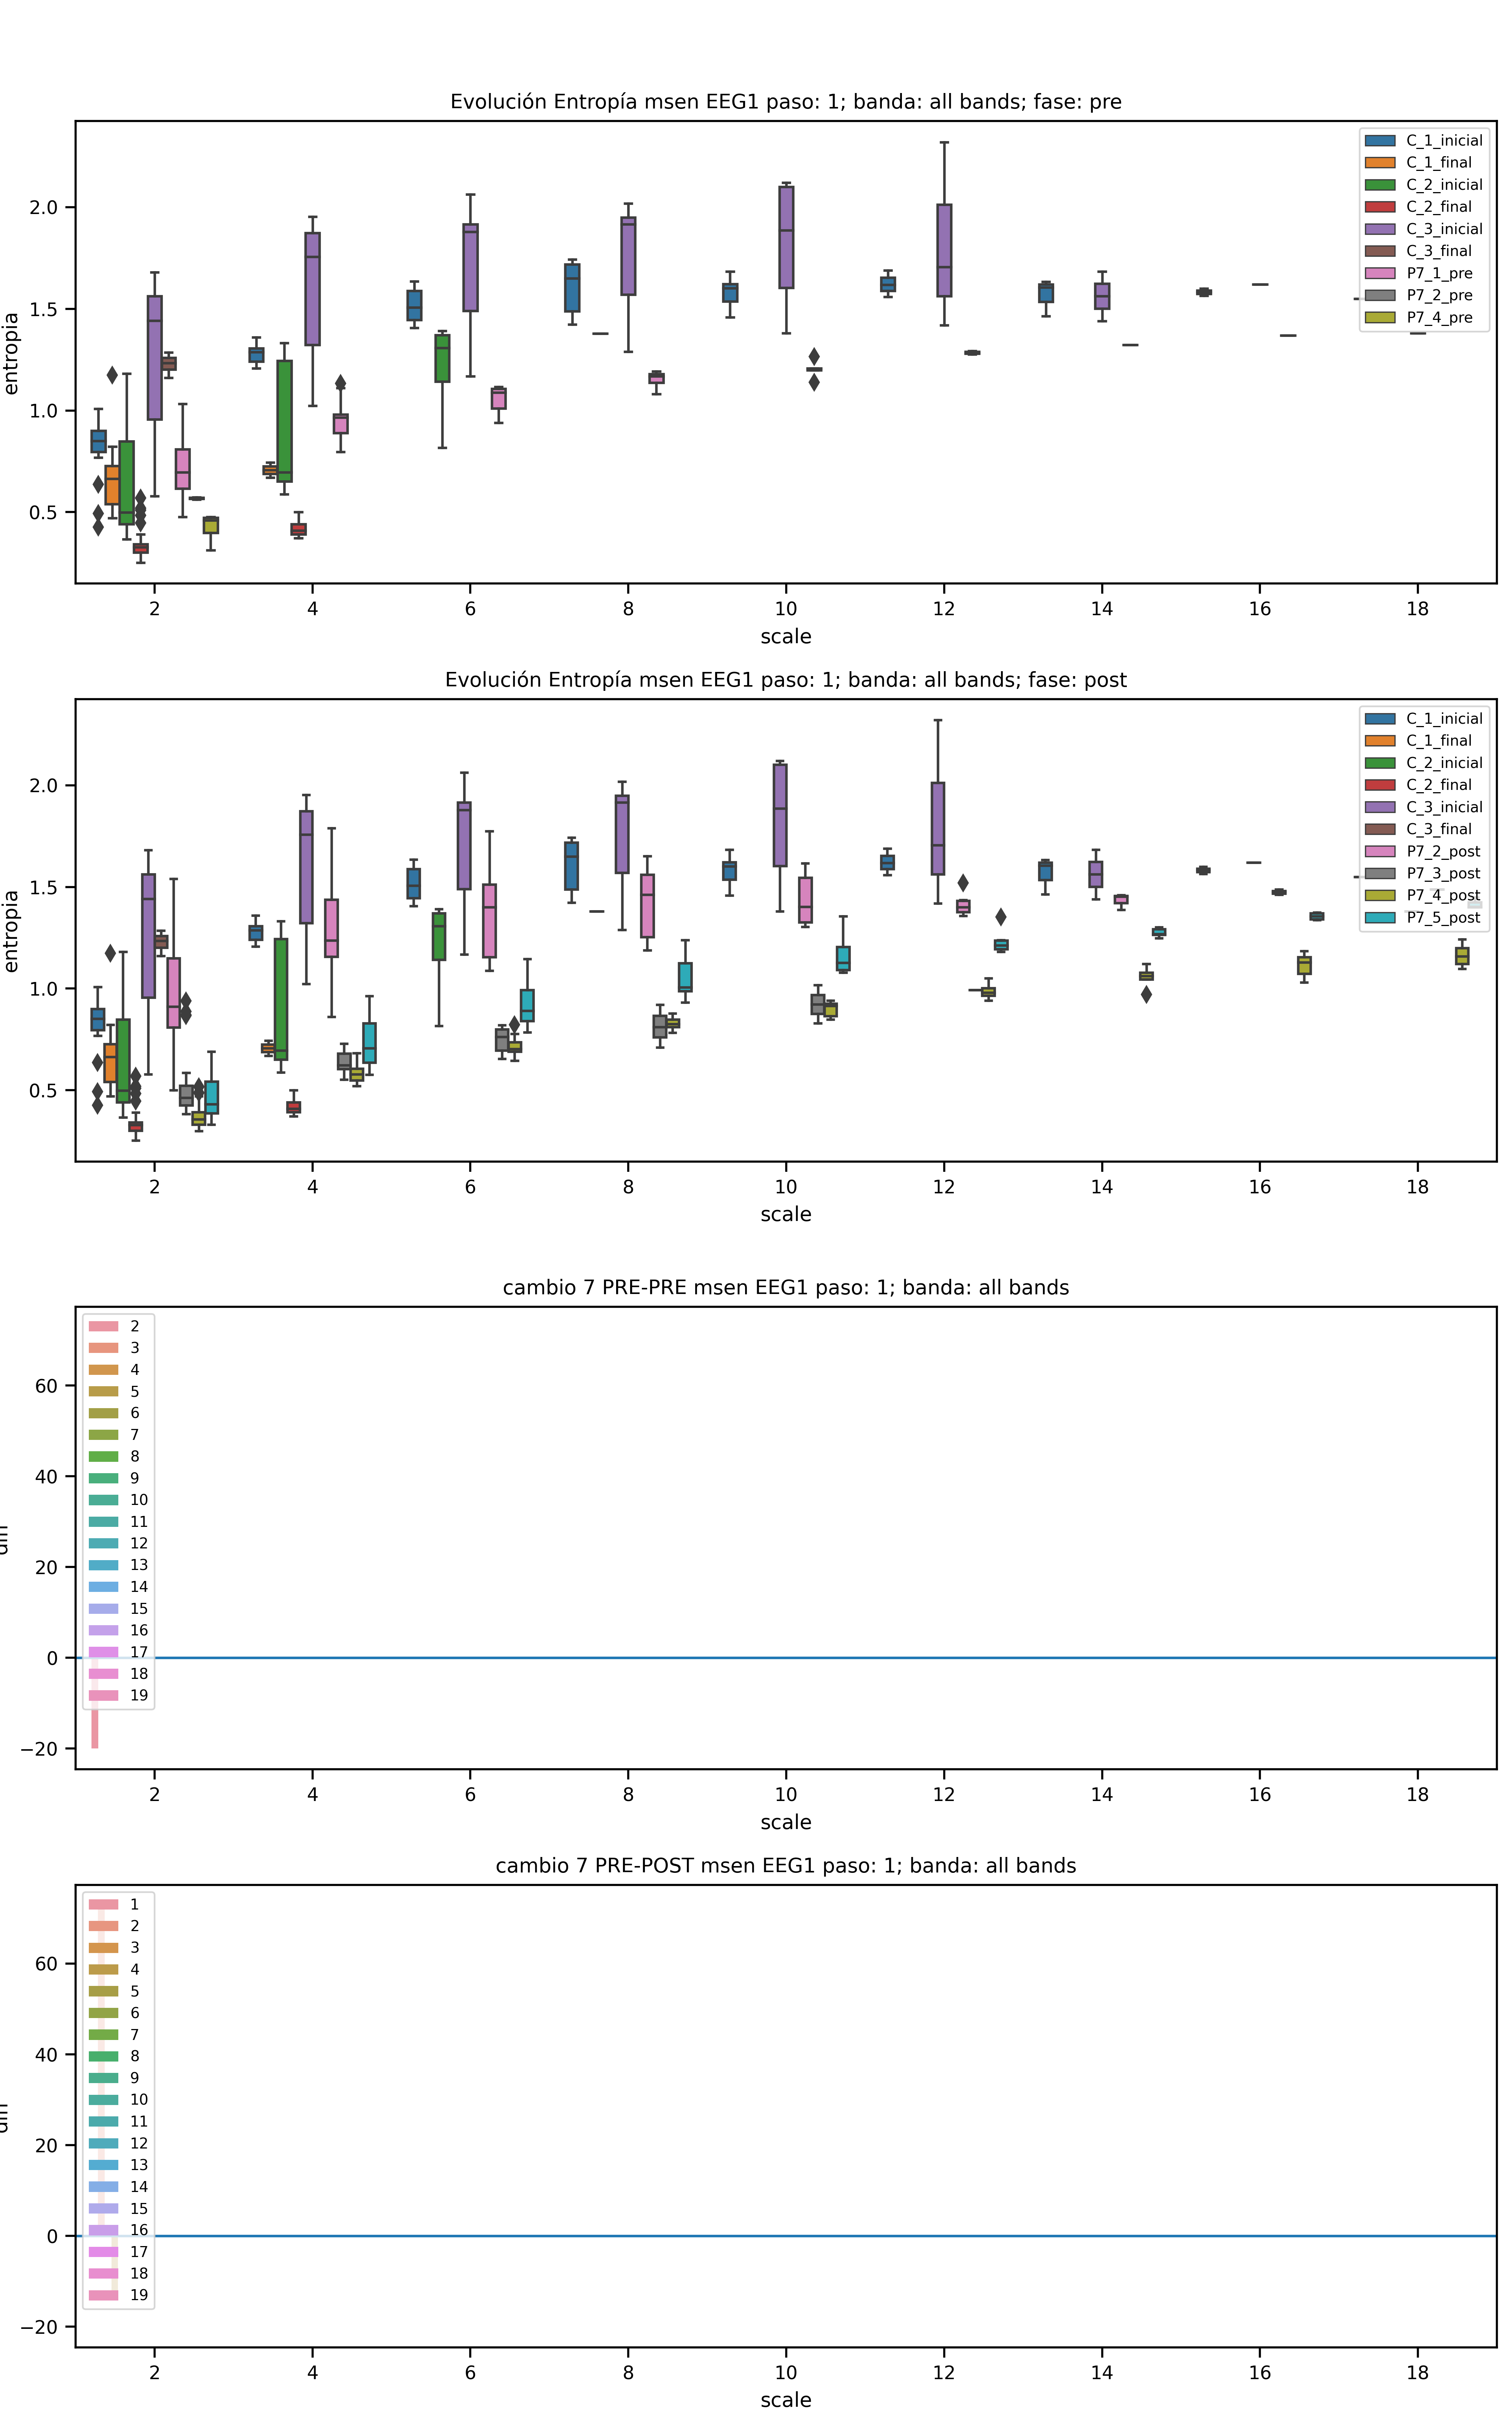 Evolución Entropía msen EEG1 paso: 1; banda: all bands; fase: pre
entropia
2.0
1.5
1.0
0.5
C_1_inicial
C_1_final
C_2_inicial
C_2_final
C_3_inicial
C_3_final
P7_1_pre
P7_2_pre
P7_4_pre
2 4 6 8 10 12 14 16 18
scale
Evolución Entropía msen EEG1 paso: 1; banda: all bands; fase: post
entropia
2.0
1.5
1.0
0.5
C_1_inicial
C_1_final
C_2_inicial
C_2_final
C_3_inicial
C_3_final
P7_2_post
P7_3_post
P7_4_post
P7_5_post
2 4 6 8 10 12 14 16 18
scale
cambio 7 PRE-PRE msen EEG1 paso: 1; banda: all bands
60
40
20
0
−20
2
3
4
5
6
7
8
9
10
11
12
13
14
15
16
17
18
19
2 4 6 8 10 12 14 16 18
scale
cambio 7 PRE-POST msen EEG1 paso: 1; banda: all bands
60
40
20
0
−20
1
2
3
4
5
6
7
8
9
10
11
12
13
14
15
16
17
18
19
2 4 6 8 10 12 14 16 18
scale